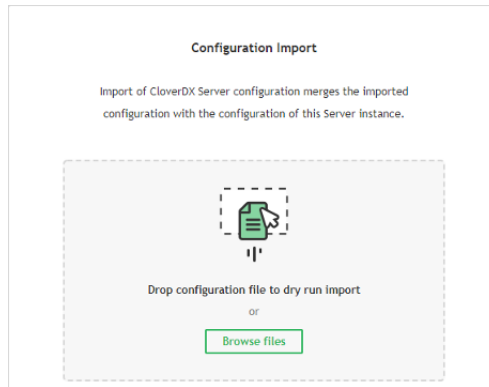 Configuration Import
Import of CloverDX Server configuration merges the imported
configuration with the configuration of this Server instance.
Drop configuration file to dry run import
or
Browse files